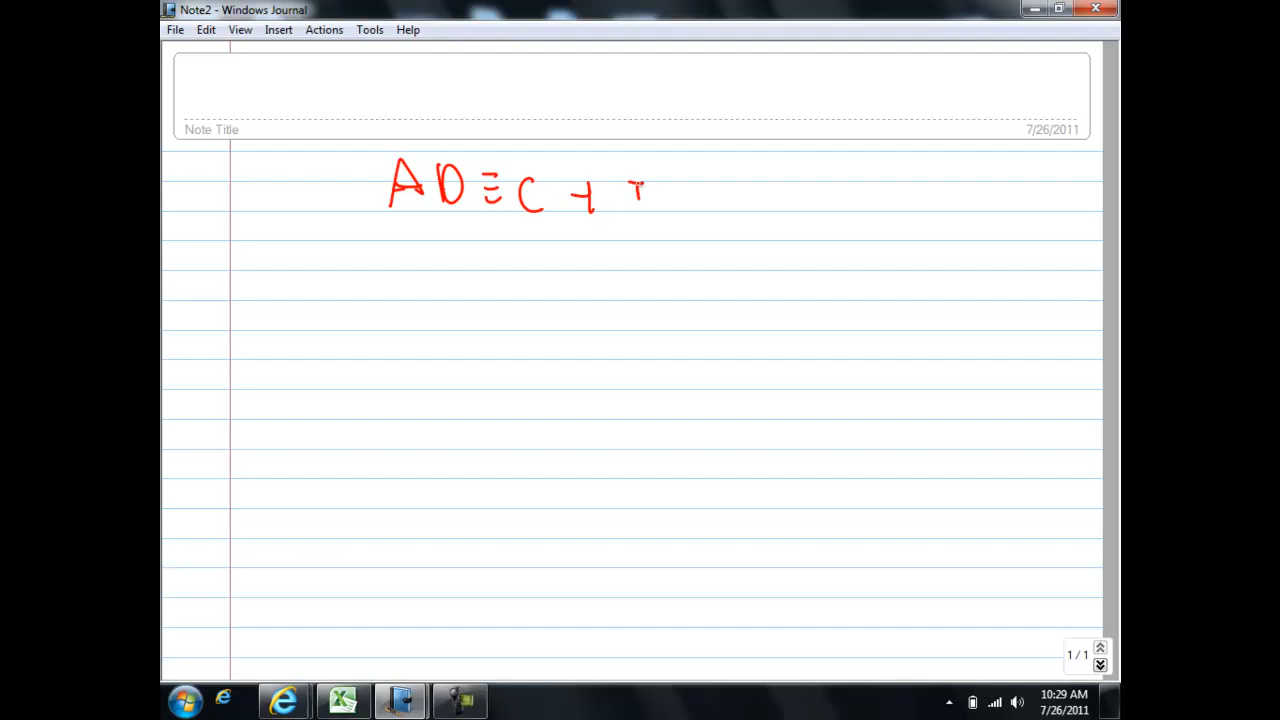 Note2 - Windows Journal
File Edit View Insert Actions Tools Help
Note Title
7/26/2011
AD ≡ C + I
1 / 1
10:29 AM
7/26/2011